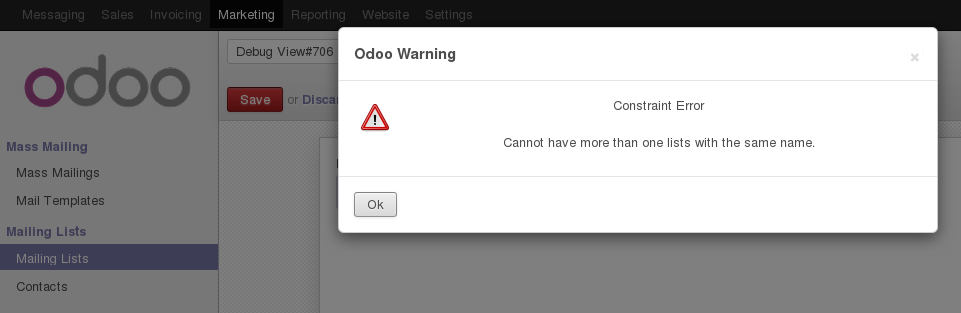 Messaging Sales Invoicing Marketing Reporting Website Settings
odoo
Debug View#706
Save or Discar
Mass Mailing
Mass Mailings
Mail Templates
Mailing Lists
Mailing Lists
Contacts
Odoo Warning ×
!
Constraint Error
Cannot have more than one lists with the same name.
Ok